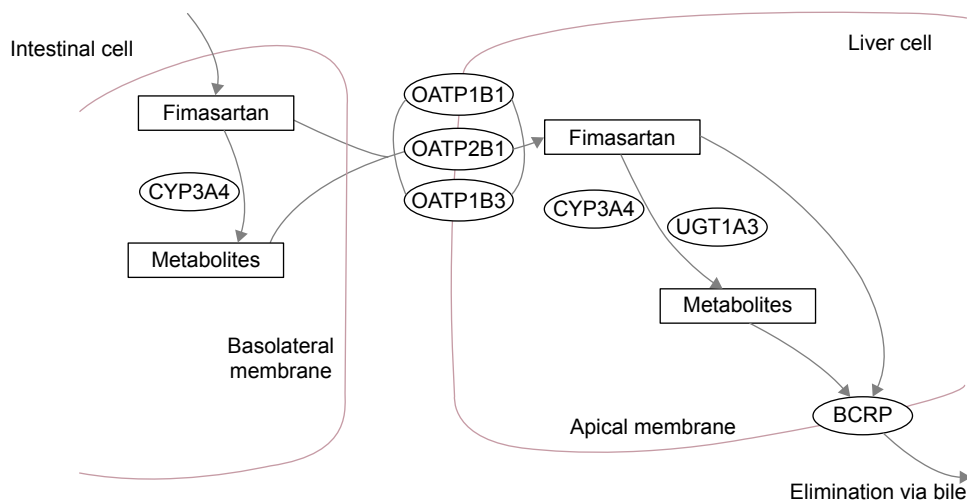 Intestinal cell
Liver cell
OATP1B1
Fimasartan
OATP2B1
Fimasartan
CYP3A4
OATP1B3
CYP3A4
UGT1A3
Metabolites
Metabolites
Basolateral
membrane
Apical membrane
BCRP
Elimination via bile